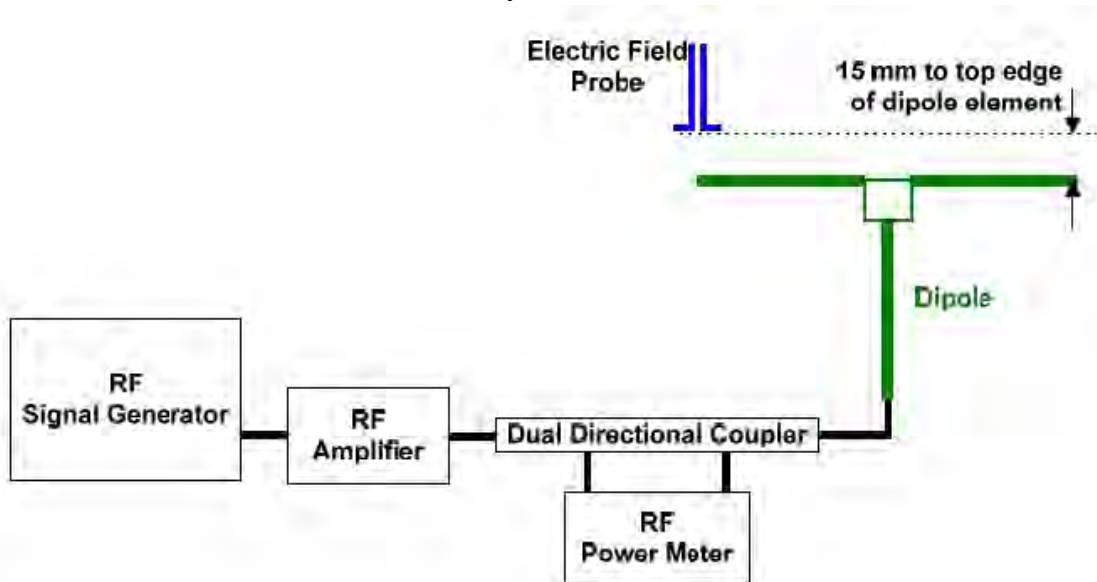 Electric Field
Probe
15 mm to top edge
of dipole element
Dipole
RF
Signal Generator
RF
Amplifier
Dual Directional Coupler
RF
Power Meter